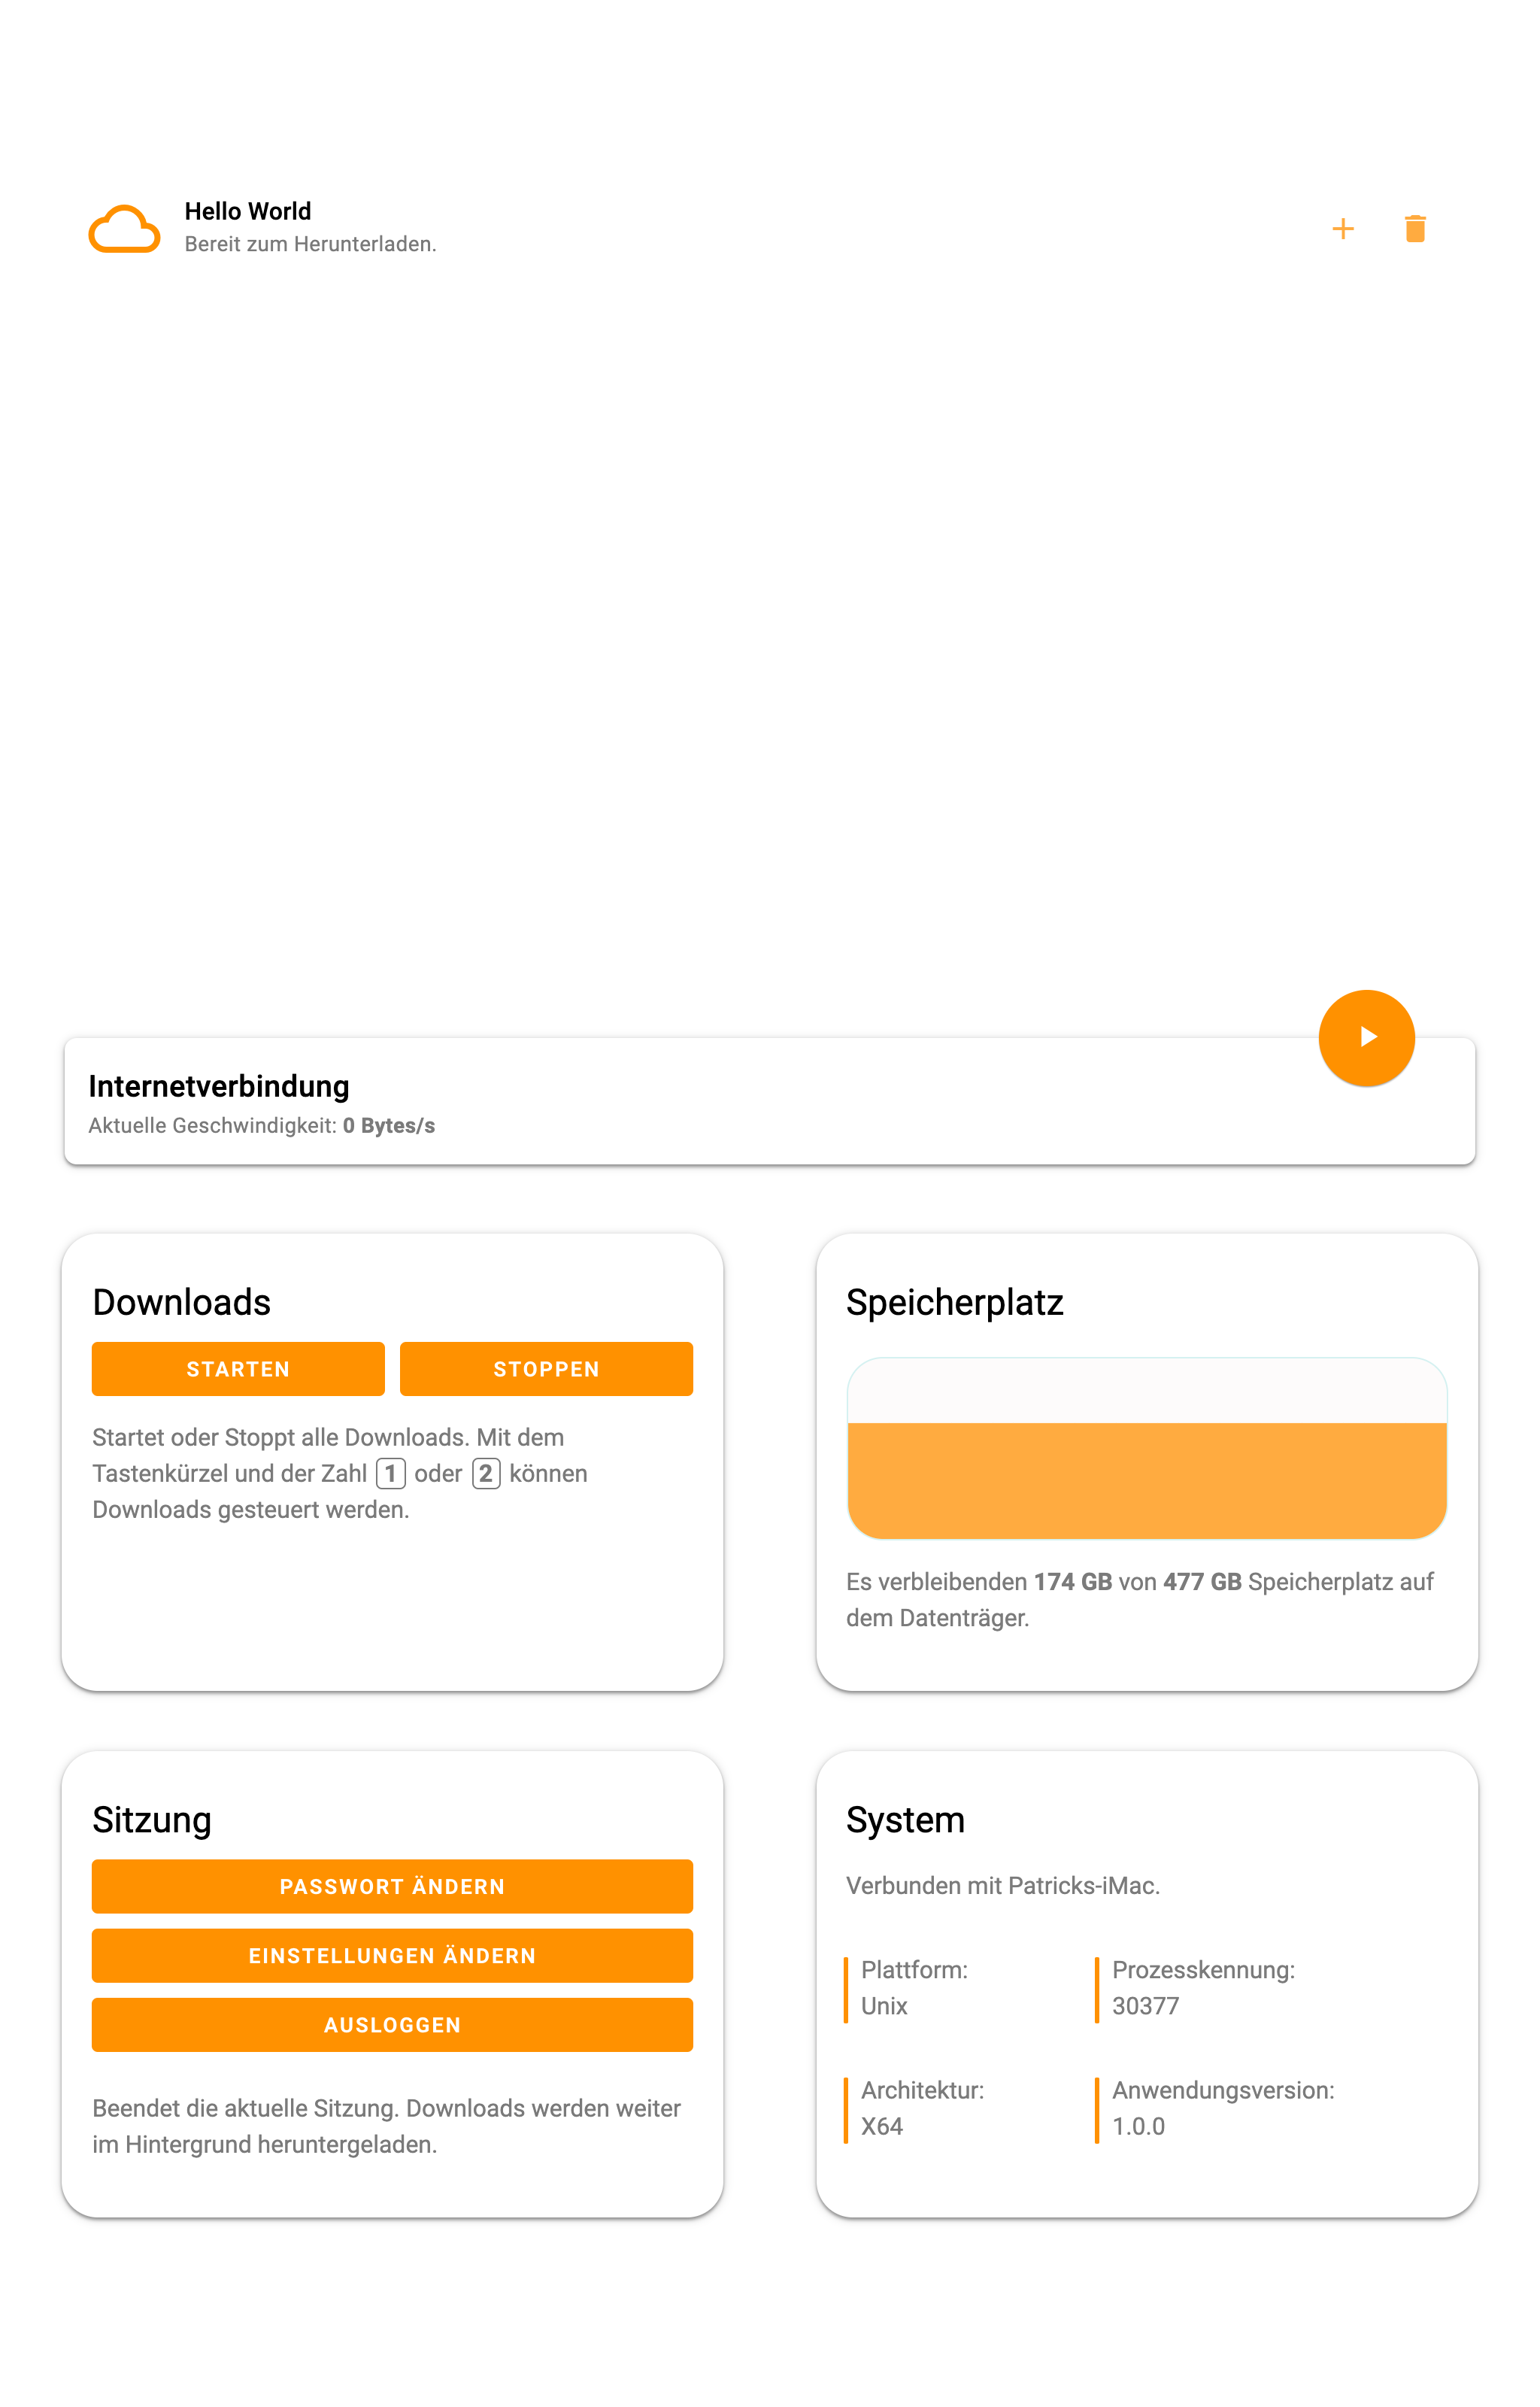 Hello World
Bereit zum Herunterladen.
Internetverbindung
Aktuelle Geschwindigkeit: 0 Bytes/s
Downloads
STARTEN
STOPPEN
Startet oder Stoppt alle Downloads. Mit dem
Tastenkürzel und der Zahl 1 oder 2 können
Downloads gesteuert werden.
Speicherplatz
Es verbleibenden 174 GB von 477 GB Speicherplatz auf
dem Datenträger.
Sitzung
PASSWORT ÄNDERN
EINSTELLUNGEN ÄNDERN
AUSLOGGEN
Beendet die aktuelle Sitzung. Downloads werden weiter
im Hintergrund heruntergeladen.
System
Verbunden mit Patricks-iMac.
Plattform:
Unix
Prozesskennung:
30377
Architektur:
X64
Anwendungsversion:
1.0.0